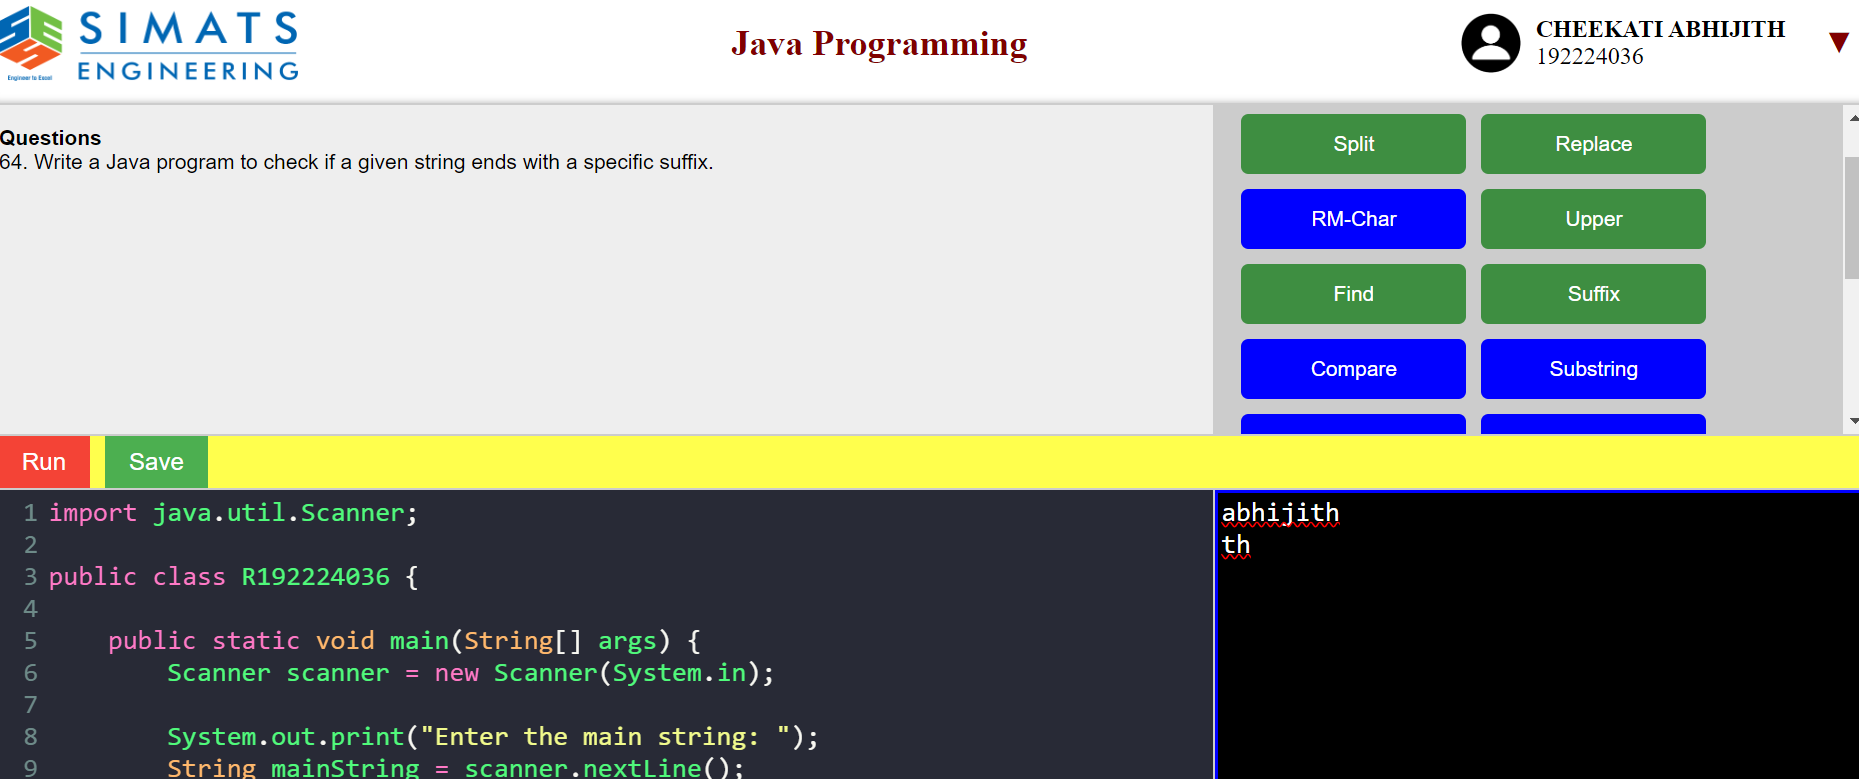 SIMATS
ENGINEERING
Engineer to Excel
Java Programming
CHEEKATI ABHIJITH
192224036
▼
Questions
64. Write a Java program to check if a given string ends with a specific suffix.
Split
Replace
RM-Char
Upper
Find
Suffix
Compare
Substring
Run
Save
1 import java.util.Scanner;
2
3 public class R192224036 {
4
5     public static void main(String[] args) {
6         Scanner scanner = new Scanner(System.in);
7
8         System.out.print("Enter the main string: ");
9         String mainString = scanner.nextLine();
abhijith
th